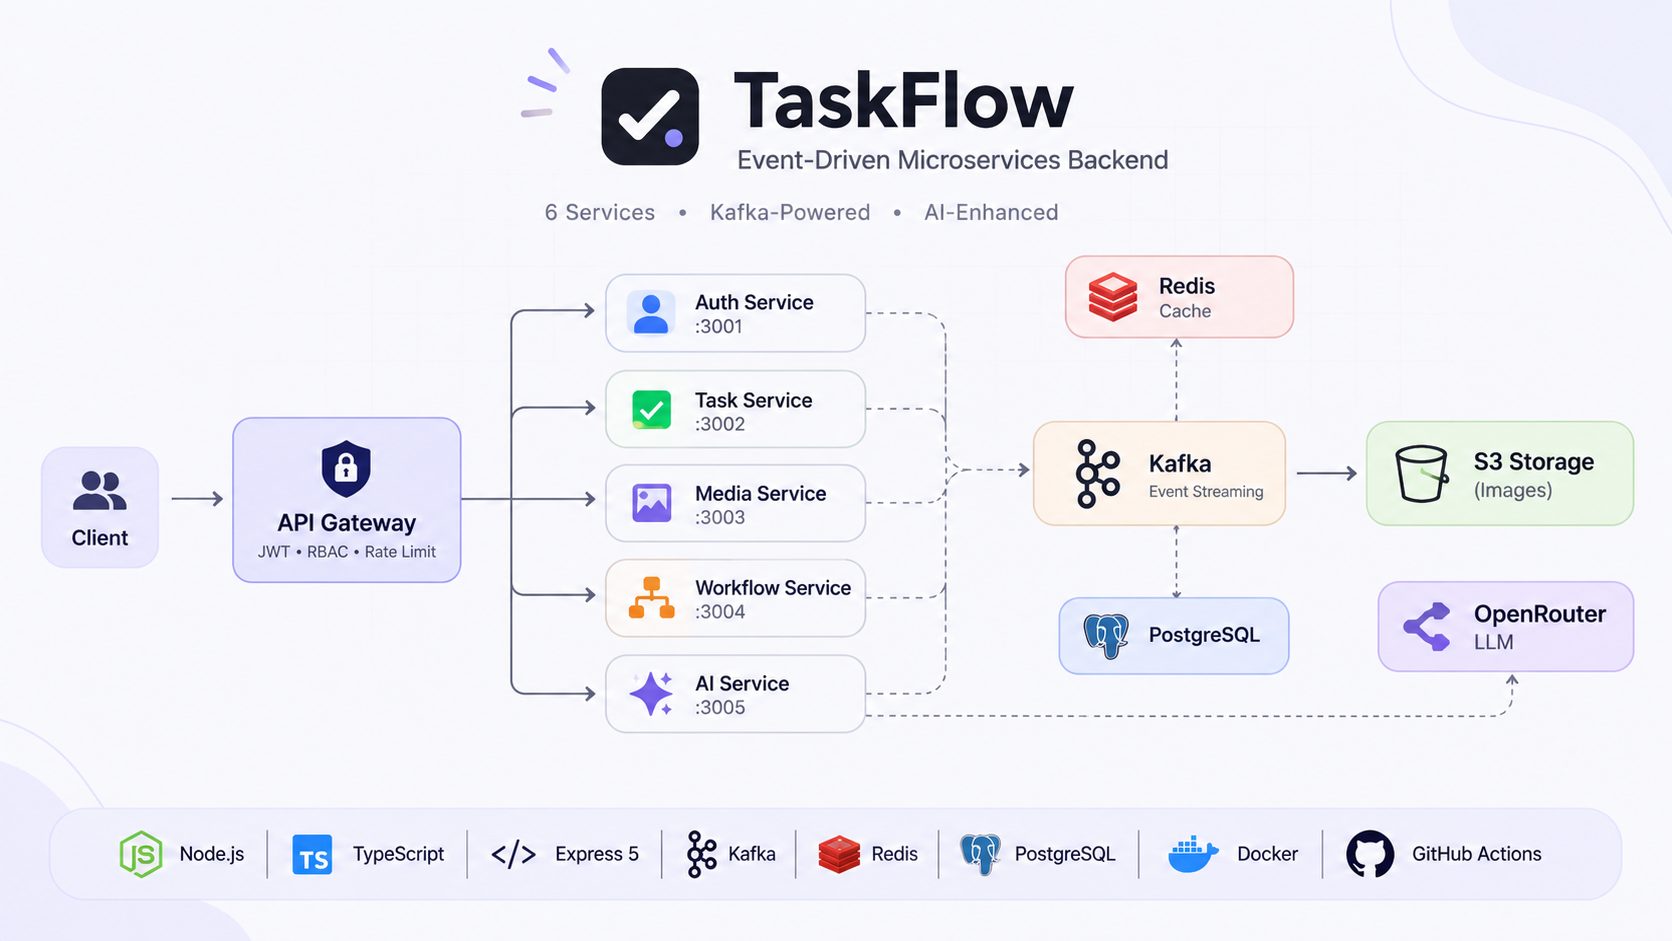 TaskFlow
Event-Driven Microservices Backend
6 Services • Kafka-Powered • AI-Enhanced
Client
API Gateway
JWT • RBAC • Rate Limit
Auth Service
:3001
Task Service
:3002
Media Service
:3003
Workflow Service
:3004
AI Service
:3005
Redis
Cache
Kafka
Event Streaming
PostgreSQL
S3 Storage
(Images)
OpenRouter
LLM
JS Node.js
TS TypeScript
</> Express 5
Kafka
Redis
PostgreSQL
Docker
GitHub Actions